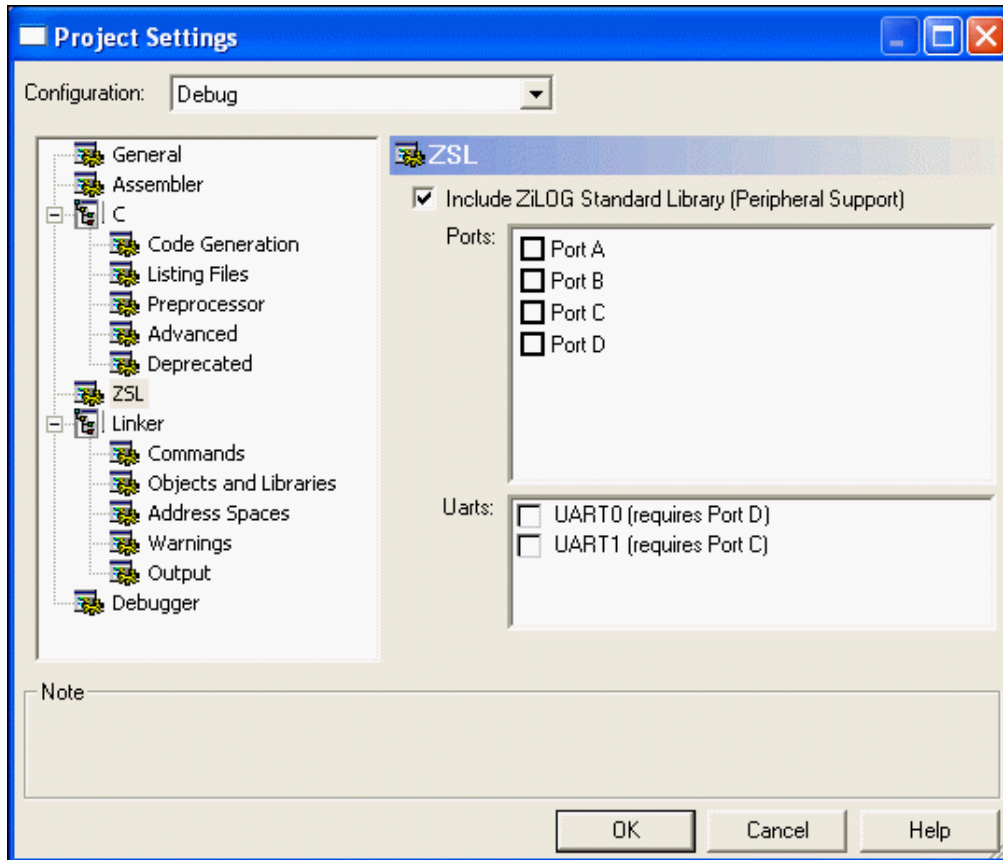 Project Settings
Configuration: Debug
General
Assembler
C
Code Generation
Listing Files
Preprocessor
Advanced
Deprecated
ZSL
Linker
Commands
Objects and Libraries
Address Spaces
Warnings
Output
Debugger
ZSL
Include ZiLOG Standard Library (Peripheral Support)
Ports:
Port A
Port B
Port C
Port D
Uarts:
UART0 (requires Port D)
UART1 (requires Port C)
Note
OK Cancel Help